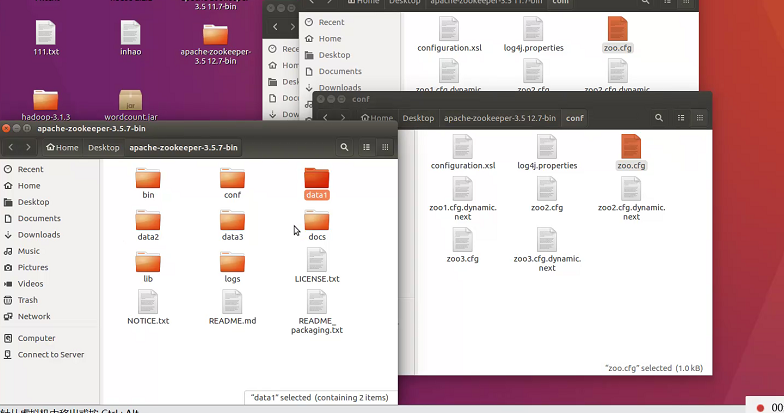 111.txt
inhao
apache-zookeeper-
3.5 11.7-bin
apache-zookeeper-
3.5 12.7-bin
hadoop-3.1.3
wordcount.jar
Home
Desktop
apache-zookeeper-3.5 11.7-bin
conf
Recent
Home
Desktop
Documents
Downloads
configuration.xsl
log4j.properties
zoo.cfg
zoo1.cfg.dynamic.
zoo2.cfg
zoo2.cfg.dynamic.
conf
Home
Desktop
apache-zookeeper-3.5 12.7-bin
conf
configuration.xsl
log4j.properties
zoo.cfg
zoo1.cfg.dynamic.
next
zoo2.cfg
zoo2.cfg.dynamic.
next
zoo3.cfg
zoo3.cfg.dynamic.
next
"zoo.cfg" selected (1.0 kB)
apache-zookeeper-3.5.7-bin
Home
Desktop
apache-zookeeper-3.5.7-bin
Recent
Home
Desktop
Documents
Downloads
Music
Pictures
Videos
Trash
Network
Computer
Connect to Server
bin
conf
data1
data2
data3
docs
lib
logs
LICENSE.txt
NOTICE.txt
README.md
README_
packaging.txt
"data1" selected (containing 2 items)
00